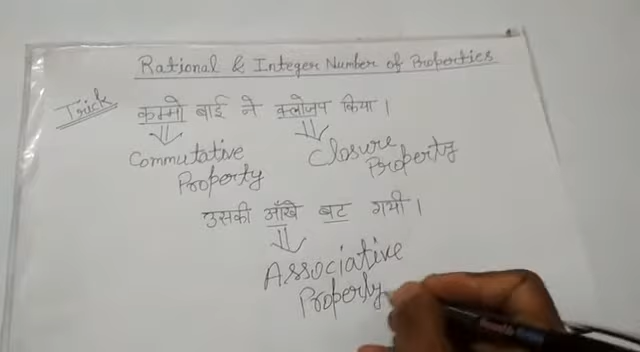 Rational & Integer Number of Properties
Trick
कम्मो बाई ने क्लोजप किया।
Commutative Property
Closure Property
उसकी आँखे बट गयी।
Associative
Property